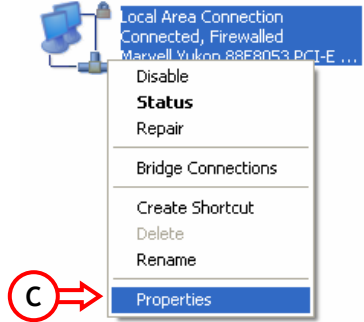 Local Area Connection
Connected, Firewalled
Marvell Yukon 88E8053 PCI-E ...
Disable
Status
Repair
Bridge Connections
Create Shortcut
Delete
Rename
C
Properties